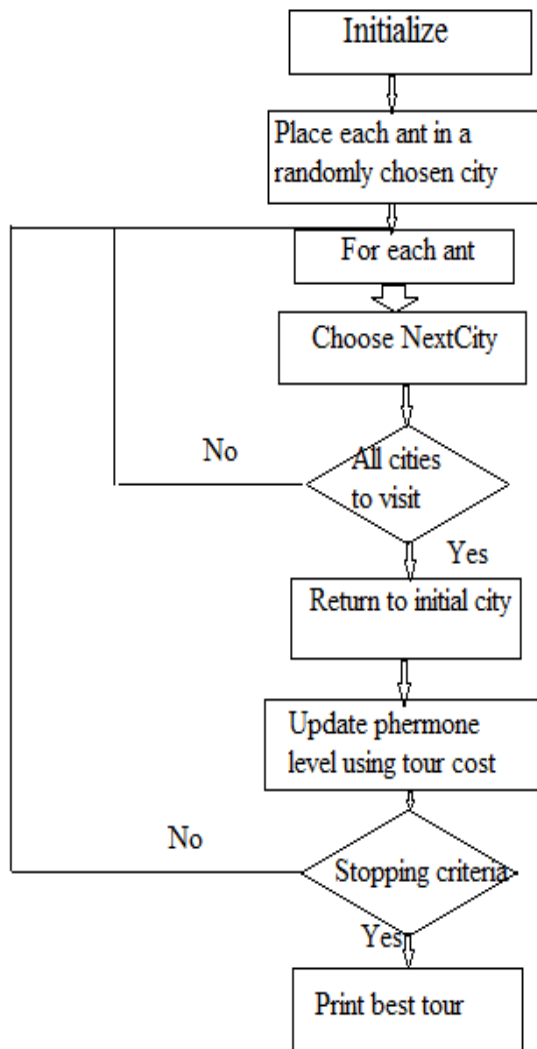 Initialize
Place each ant in a
randomly chosen city
For each ant
Choose NextCity
No
All cities
to visit
Yes
Return to initial city
Update phermone
level using tour cost
No
Stopping criteria
Yes
Print best tour